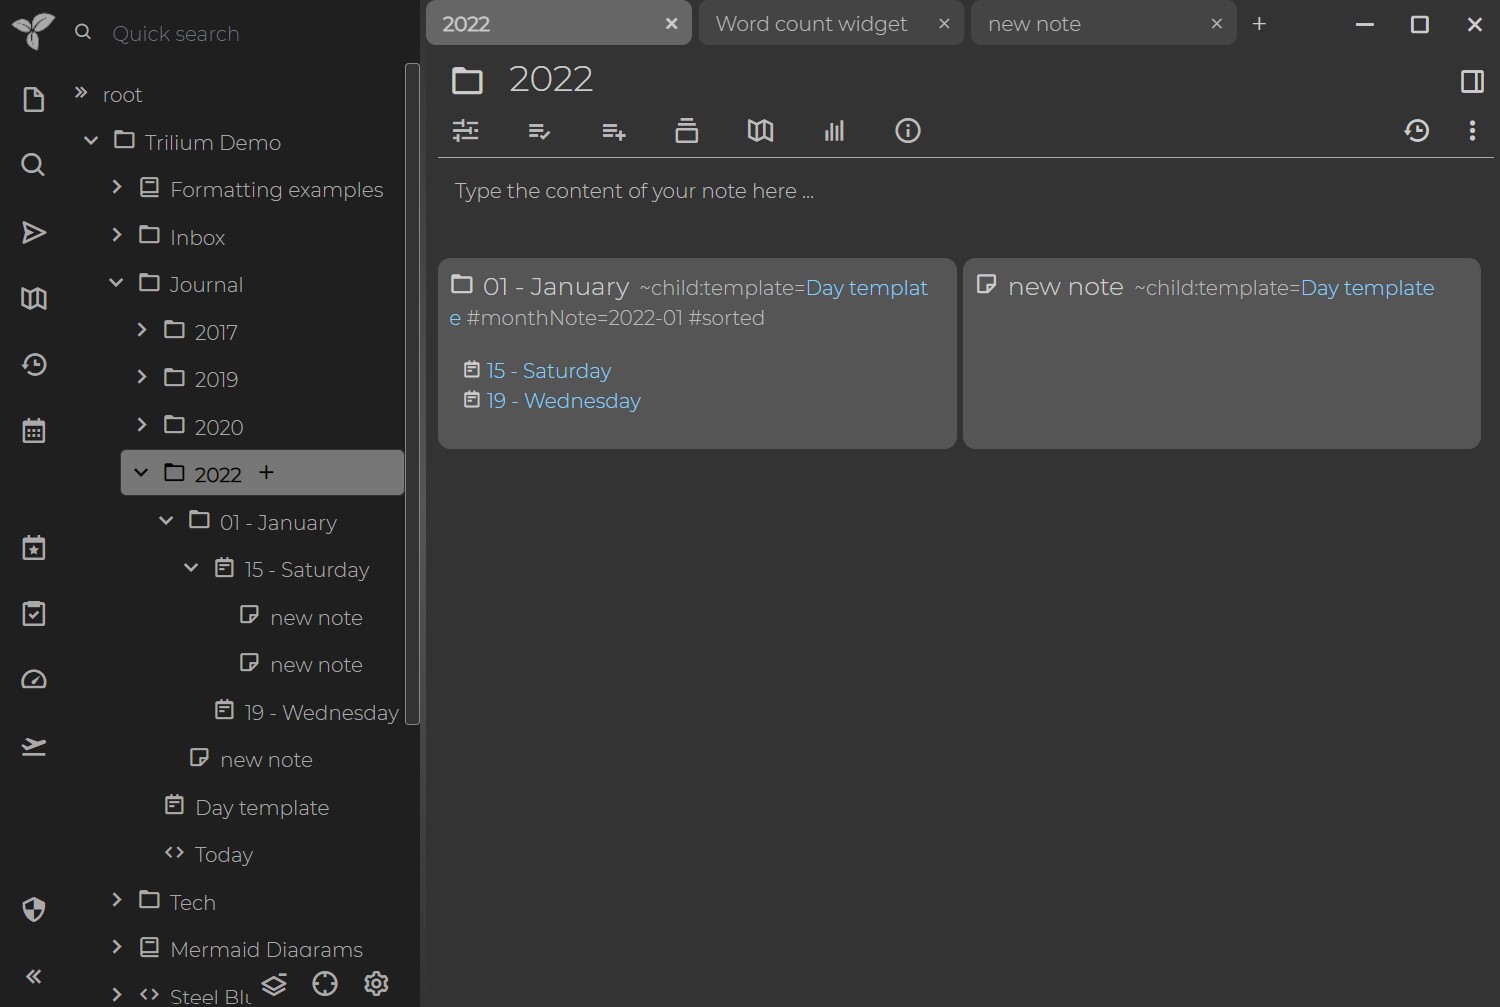 Quick search
root
Trilium Demo
Formatting examples
Inbox
Journal
2017
2019
2020
2022
01 - January
15 - Saturday
new note
new note
19 - Wednesday
new note
Day template
Today
Tech
Mermaid Diagrams
Steel Blu
2022
Word count widget
new note
2022
Type the content of your note here ...
01 - January ~child:template=Day templat
e #monthNote=2022-01 #sorted
15 - Saturday
19 - Wednesday
new note ~child:template=Day template